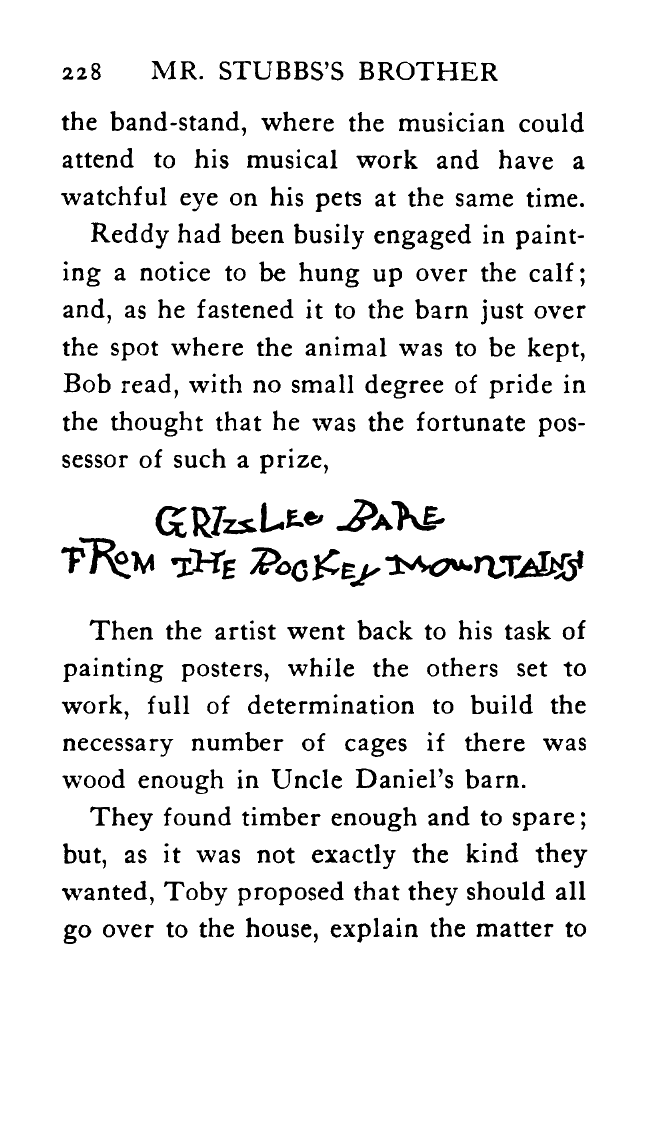 228 MR. STUBBS'S BROTHER
the band-stand, where the musician could
attend to his musical work and have a
watchful eye on his pets at the same time.
Reddy had been busily engaged in paint-
ing a notice to be hung up over the calf;
and, as he fastened it to the barn just over
the spot where the animal was to be kept,
Bob read, with no small degree of pride in
the thought that he was the fortunate pos-
sessor of such a prize,
GRIzsLEe BARE
FRoM THE RocKEy MounTAINS!
Then the artist went back to his task of
painting posters, while the others set to
work, full of determination to build the
necessary number of cages if there was
wood enough in Uncle Daniel's barn.
They found timber enough and to spare;
but, as it was not exactly the kind they
wanted, Toby proposed that they should all
go over to the house, explain the matter to